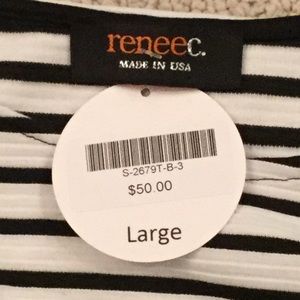 reneec.
MADE IN USA
S-2679T-B-3
$50.00
Large